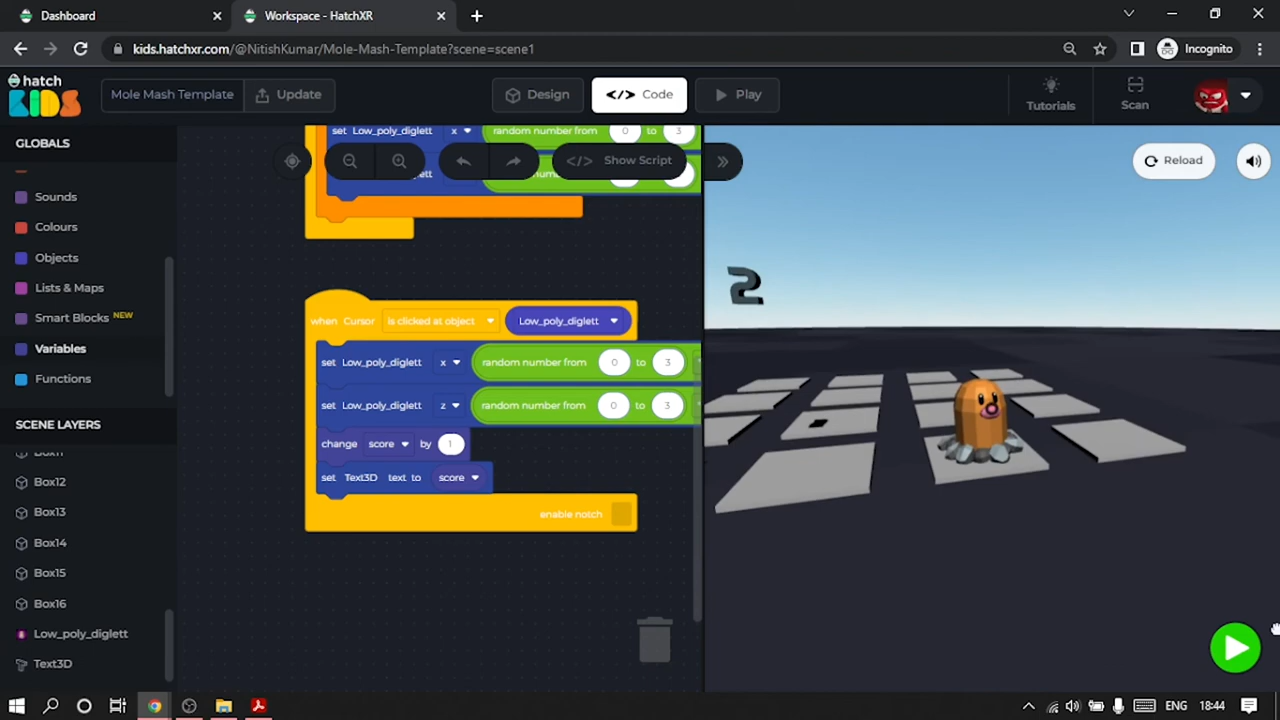 Dashboard
Workspace - HatchXR
kids.hatchxr.com/@NitishKumar/Mole-Mash-Template?scene=scene1
Incognito
hatch
KIDS
Mole Mash Template
Update
Design
</> Code
Play
Tutorials
Scan
GLOBALS
Sounds
Colours
Objects
Lists & Maps
Smart Blocks NEW
Variables
Functions
SCENE LAYERS
Box11
Box12
Box13
Box14
Box15
Box16
Low_poly_diglett
Text3D
set Low_poly_diglett x random number from 0 to 3
</> Show Script
Reload
when Cursor is clicked at object Low_poly_diglett
set Low_poly_diglett x random number from 0 to 3
set Low_poly_diglett z random number from 0 to 3
change score by 1
set Text3D text to score
enable notch
2
ENG
18:44